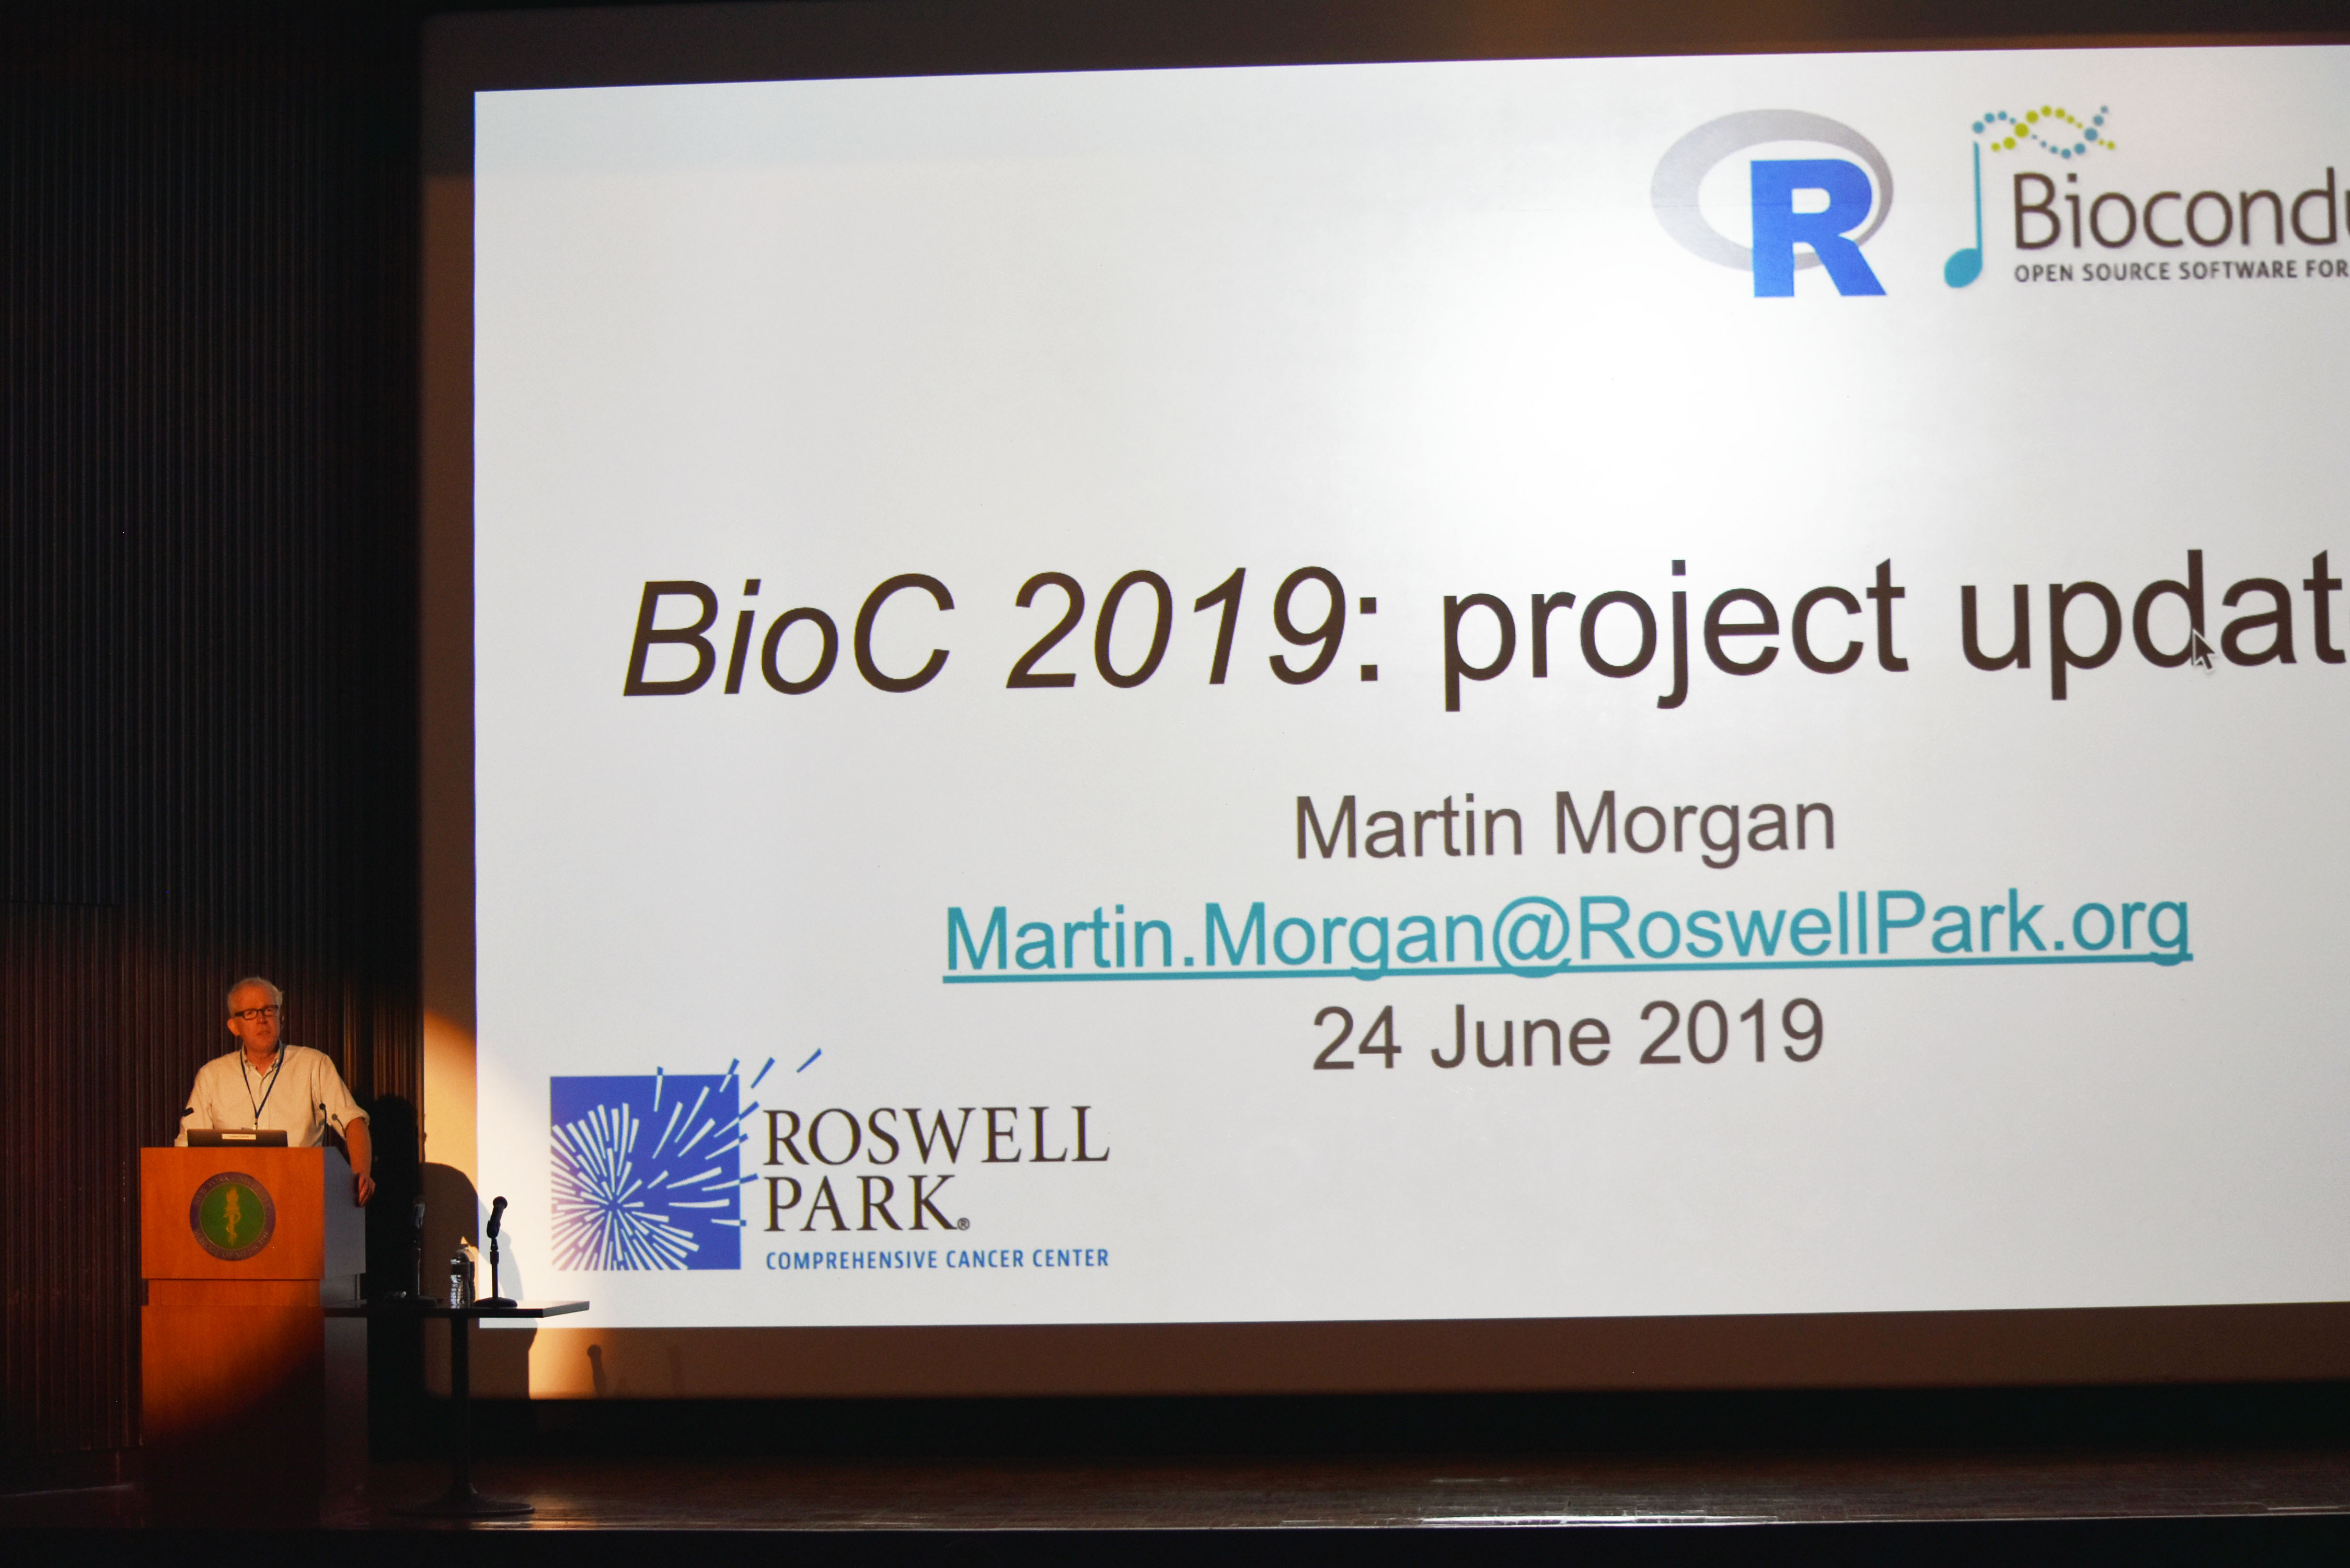 R
Biocondu
OPEN SOURCE SOFTWARE FOR
BioC 2019: project updat
Martin Morgan
Martin.Morgan@RoswellPark.org
24 June 2019
ROSWELL
PARK®
COMPREHENSIVE CANCER CENTER